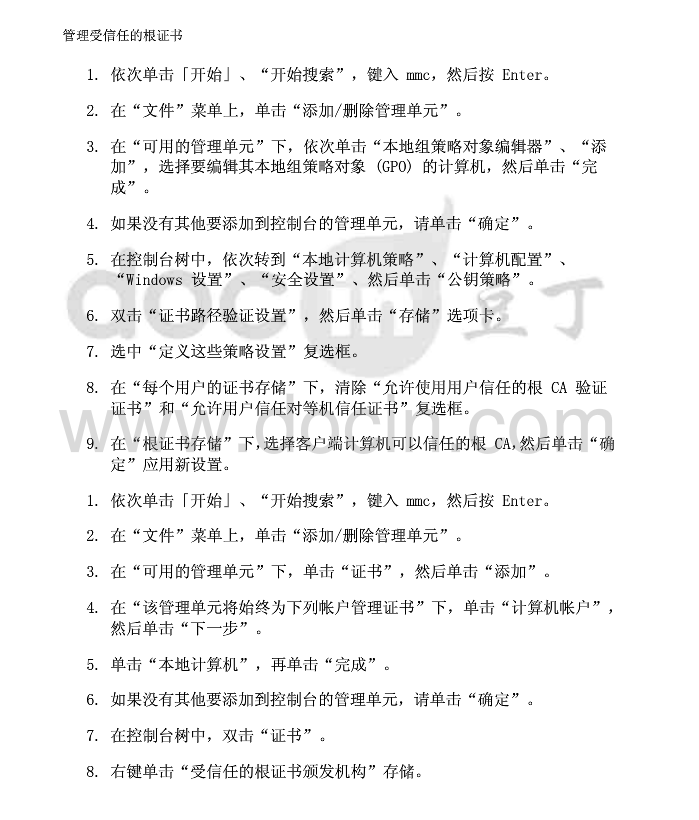 管理受信任的根证书
1. 依次单击「开始」、“开始搜索”，键入 mmc，然后按 Enter。
2. 在“文件”菜单上，单击“添加/删除管理单元”。
3. 在“可用的管理单元”下，依次单击“本地组策略对象编辑器”、“添
加”，选择要编辑其本地组策略对象 (GPO) 的计算机，然后单击“完
成”。
4. 如果没有其他要添加到控制台的管理单元，请单击“确定”。
5. 在控制台树中，依次转到“本地计算机策略”、“计算机配置”、
“Windows 设置”、“安全设置”、然后单击“公钥策略”。
6. 双击“证书路径验证设置”，然后单击“存储”选项卡。
7. 选中“定义这些策略设置”复选框。
8. 在“每个用户的证书存储”下，清除“允许使用用户信任的根 CA 验证
证书”和“允许用户信任对等机信任证书”复选框。
9. 在“根证书存储”下，选择客户端计算机可以信任的根 CA，然后单击“确
定”应用新设置。
1. 依次单击「开始」、“开始搜索”，键入 mmc，然后按 Enter。
2. 在“文件”菜单上，单击“添加/删除管理单元”。
3. 在“可用的管理单元”下，单击“证书”，然后单击“添加”。
4. 在“该管理单元将始终为下列帐户管理证书”下，单击“计算机帐户”，
然后单击“下一步”。
5. 单击“本地计算机”，再单击“完成”。
6. 如果没有其他要添加到控制台的管理单元，请单击“确定”。
7. 在控制台树中，双击“证书”。
8. 右键单击“受信任的根证书颁发机构”存储。
docin 豆丁
www.docin.com